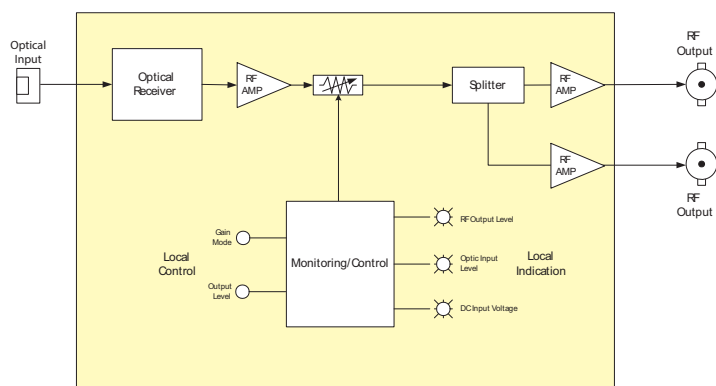 Optical
Input
Optical
Receiver
RF
AMP
Splitter
RF
AMP
RF
Output
RF
AMP
RF
Output
Gain
Mode
Local
Control
Output
Level
Monitoring/Control
RF Output Level
Optic Input
Level
Local
Indication
DC Input Voltage